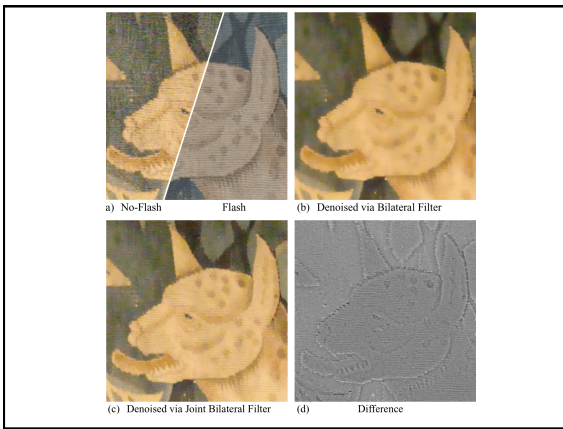 a) No-Flash Flash
(b) Denoised via Bilateral Filter
(c) Denoised via Joint Bilateral Filter
(d) Difference